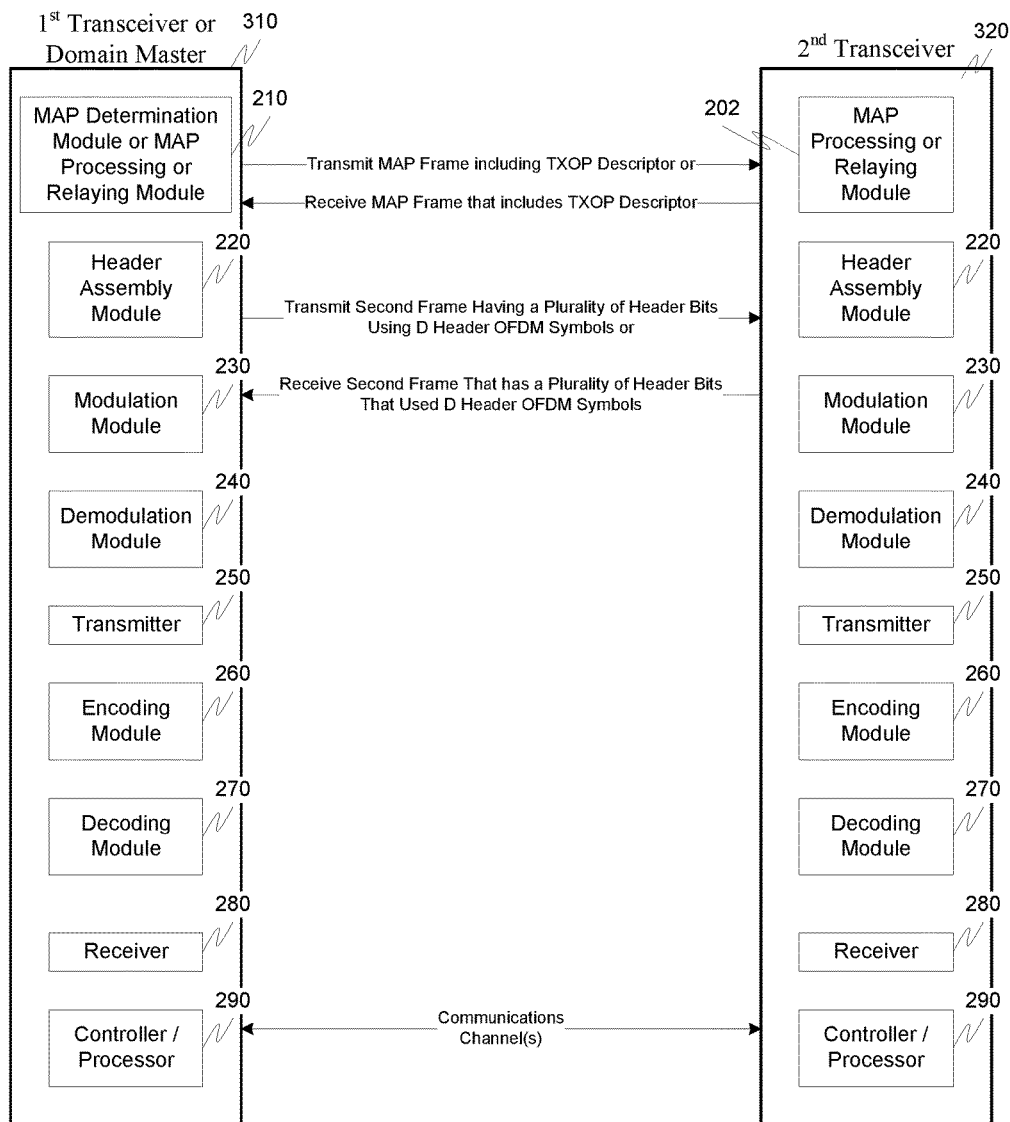 1st Transceiver or
Domain Master
310
2nd Transceiver
320
MAP Determination
Module or MAP
Processing or
Relaying Module
210
202
MAP
Processing or
Relaying
Module
Transmit MAP Frame including TXOP Descriptor or
Receive MAP Frame that includes TXOP Descriptor
220
Header
Assembly
Module
220
Header
Assembly
Module
Transmit Second Frame Having a Plurality of Header Bits
Using D Header OFDM Symbols or
230
Modulation
Module
Receive Second Frame That has a Plurality of Header Bits
That Used D Header OFDM Symbols
230
Modulation
Module
240
Demodulation
Module
240
Demodulation
Module
250
Transmitter
250
Transmitter
260
Encoding
Module
260
Encoding
Module
270
Decoding
Module
270
Decoding
Module
280
Receiver
280
Receiver
290
Controller /
Processor
Communications
Channel(s)
290
Controller /
Processor